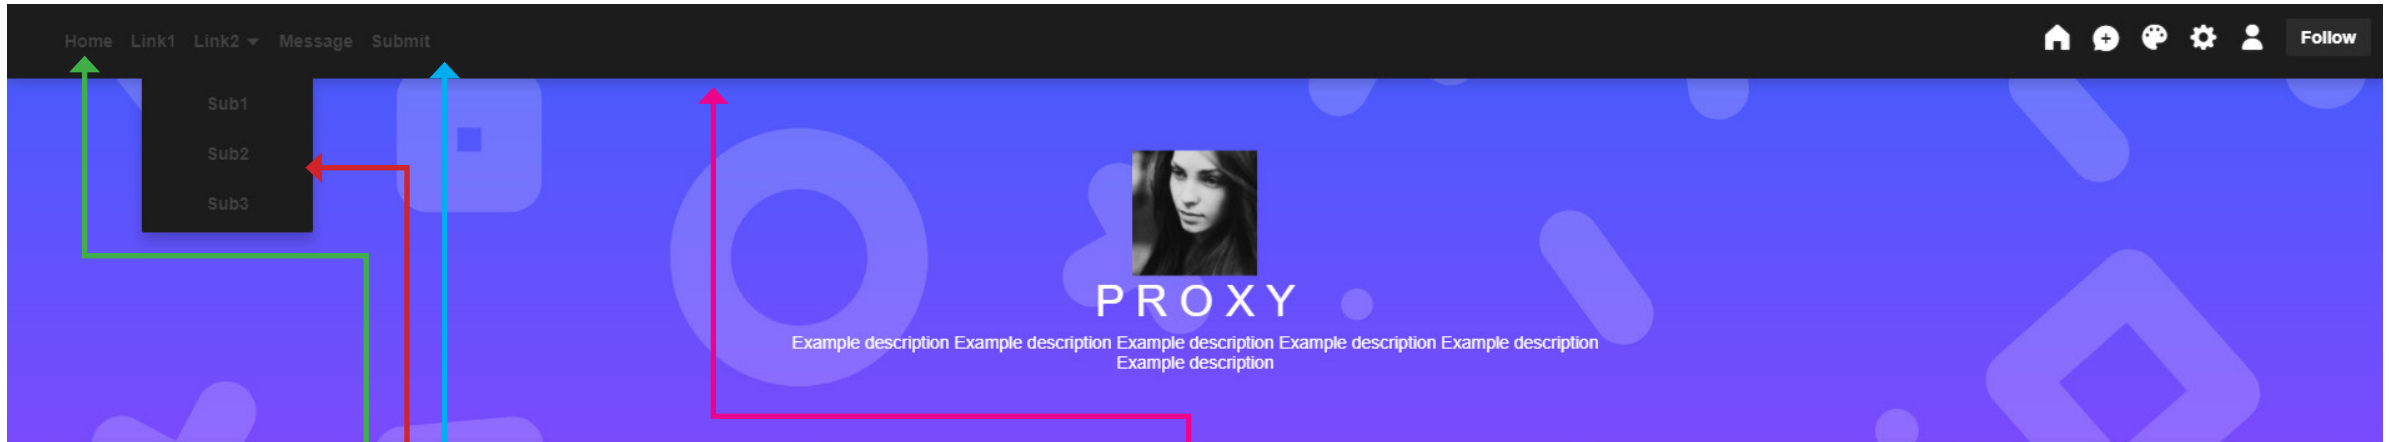 Home Link1 Link2 Message Submit Follow
Sub1
Sub2
Sub3
PROXY
Example description Example description Example description Example description Example description
Example description